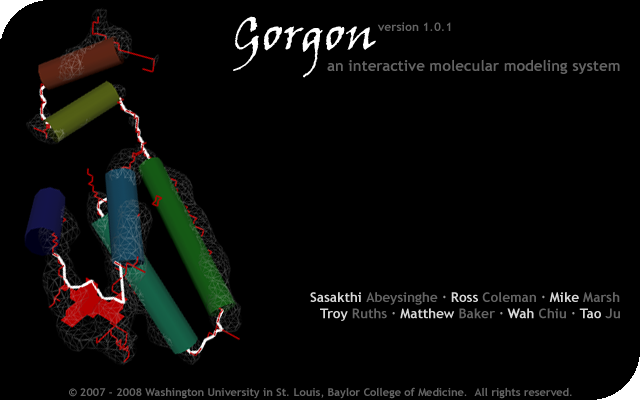 Gorgon version 1.0.1
an interactive molecular modeling system
Sasakthi Abeysinghe · Ross Coleman · Mike Marsh
Troy Ruths · Matthew Baker · Wah Chiu · Tao Ju
© 2007 - 2008 Washington University in St. Louis, Baylor College of Medicine. All rights reserved.